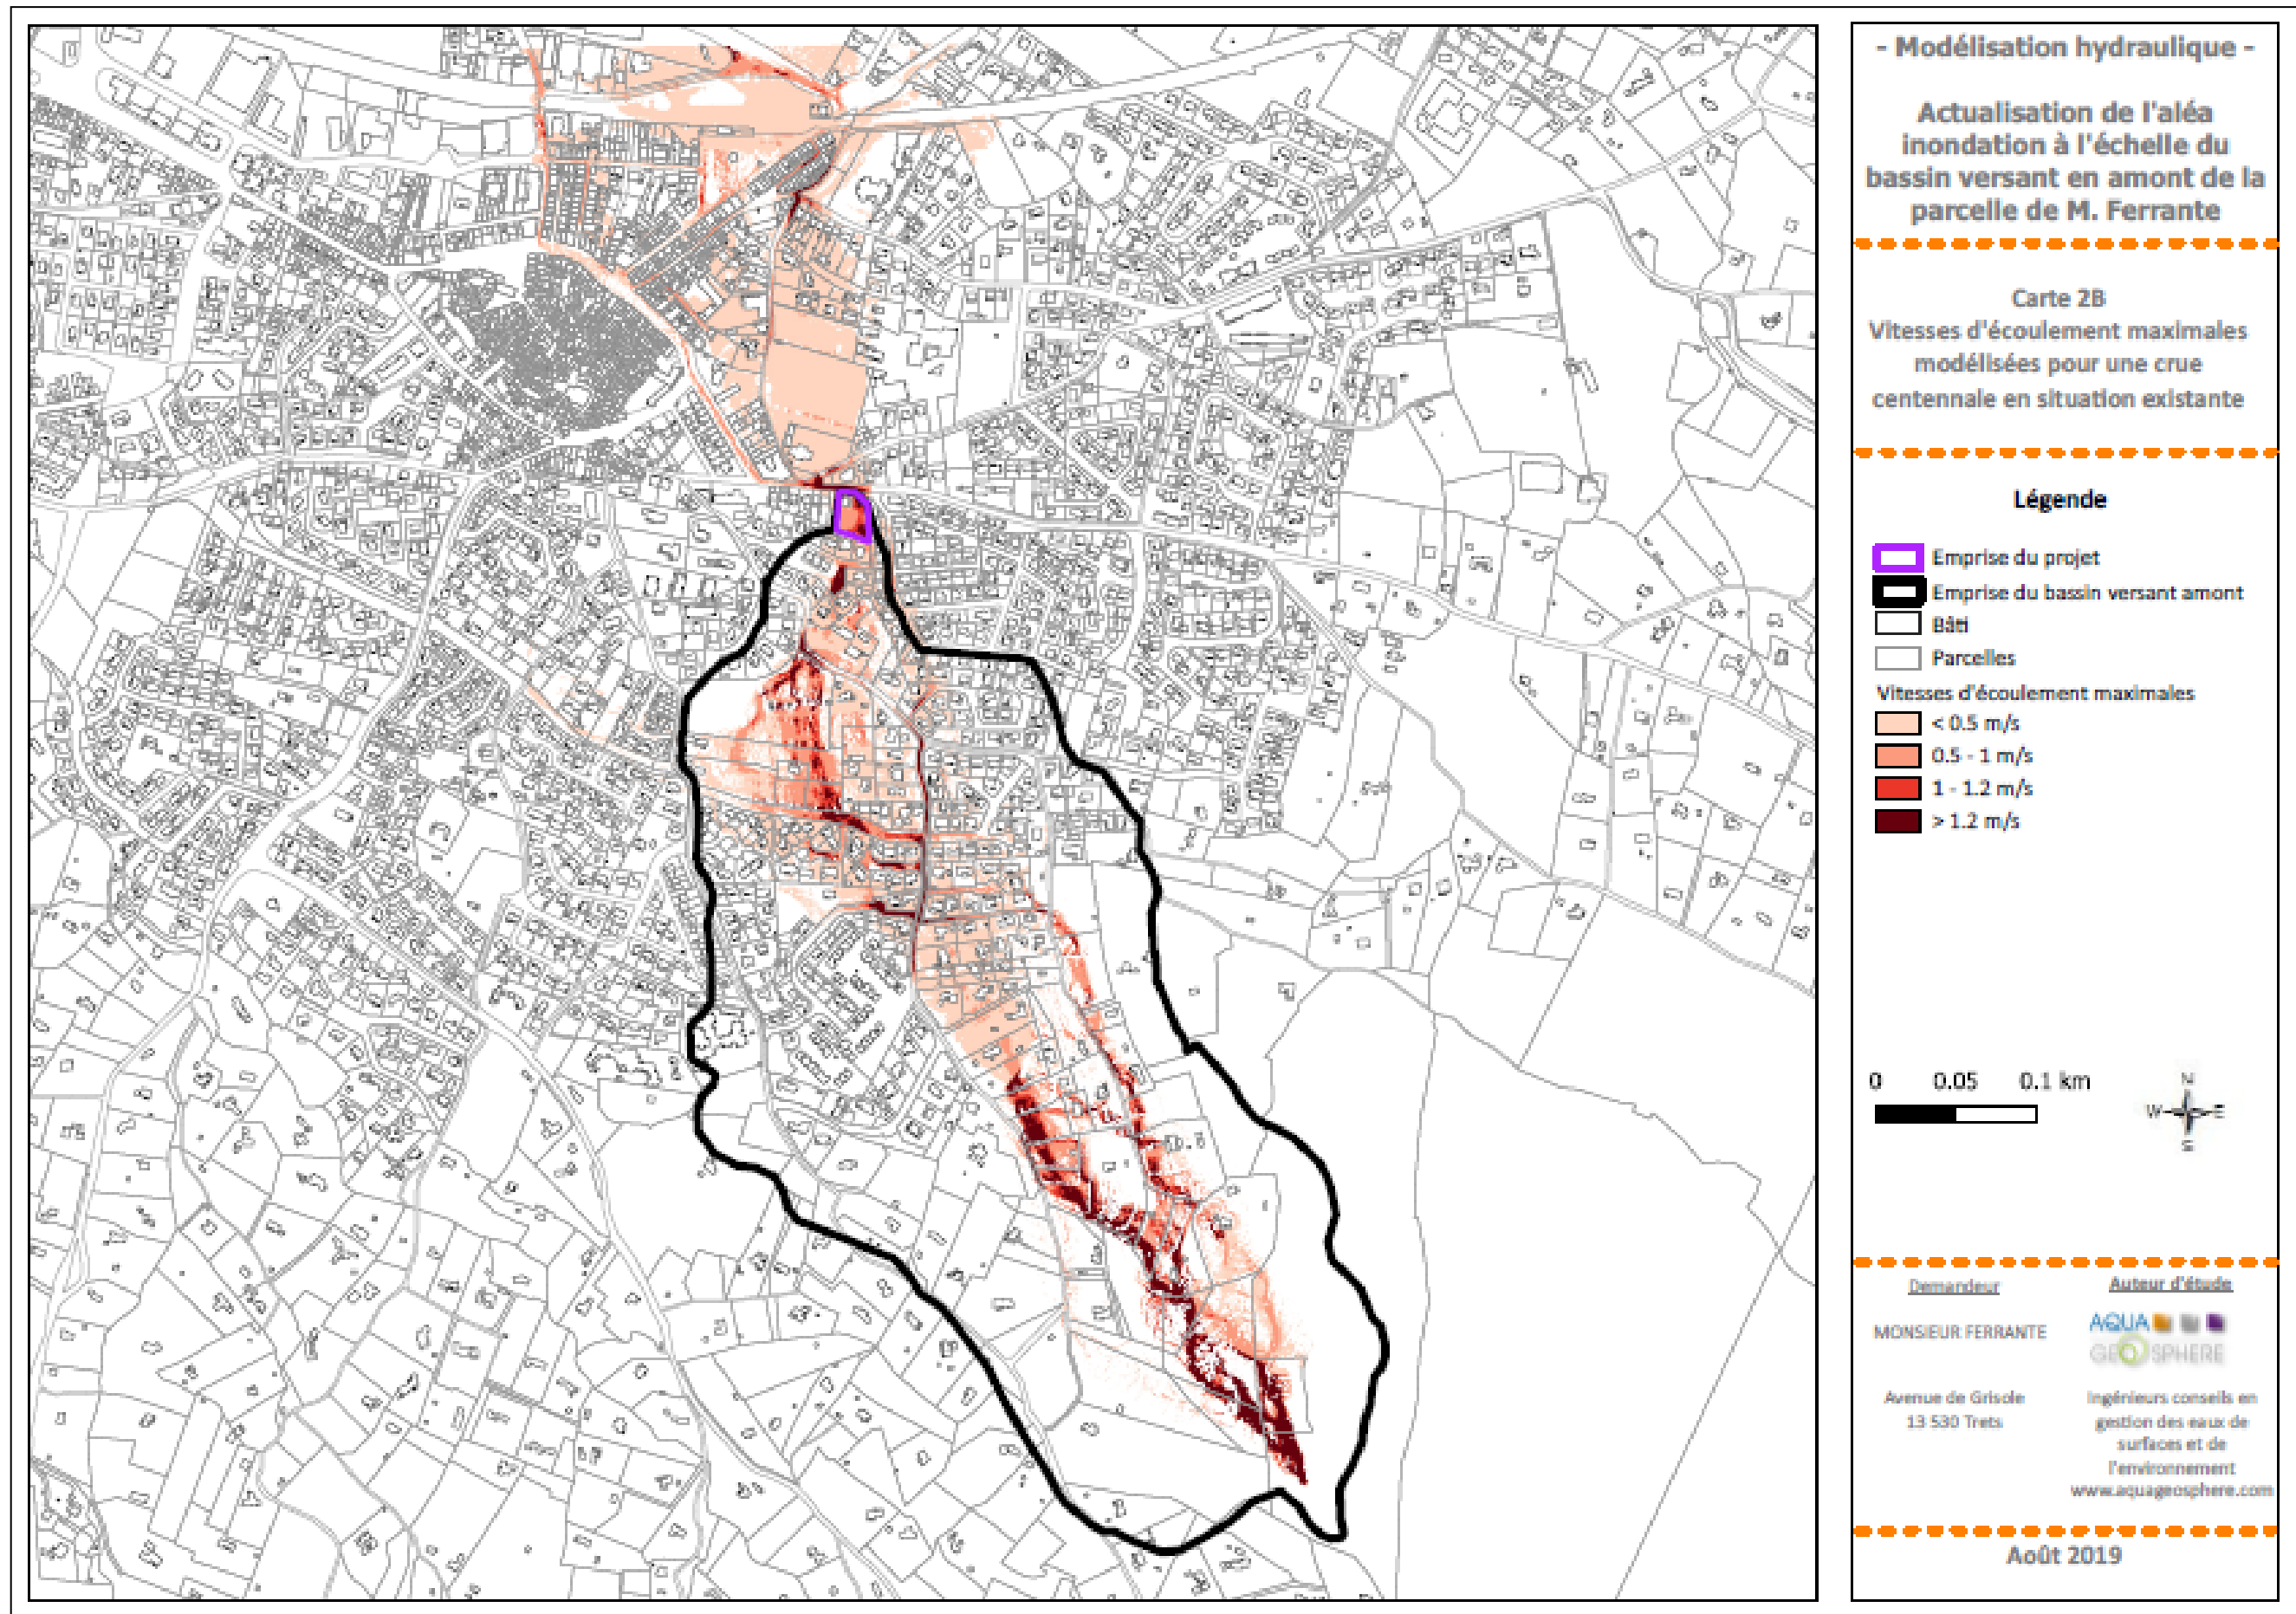 - Modélisation hydraulique -
Actualisation de l'aléa
inondation à l'échelle du
bassin versant en amont de la
parcelle de M. Ferrante
Carte 2B
Vitesses d'écoulement maximales
modélisées pour une crue
centennale en situation existante
Légende
Emprise du projet
Emprise du bassin versant amont
Bâti
Parcelles
Vitesses d'écoulement maximales
< 0.5 m/s
0.5 - 1 m/s
1 - 1.2 m/s
> 1.2 m/s
0 0.05 0.1 km
N
W E
S
Demandeur
MONSIEUR FERRANTE
Avenue de Grisole
13 530 Trets
Auteur d'étude
AQUA
GEOSPHERE
Ingénieurs conseils en
gestion des eaux de
surfaces et de
l'environnement
www.aquageosphere.com
Août 2019